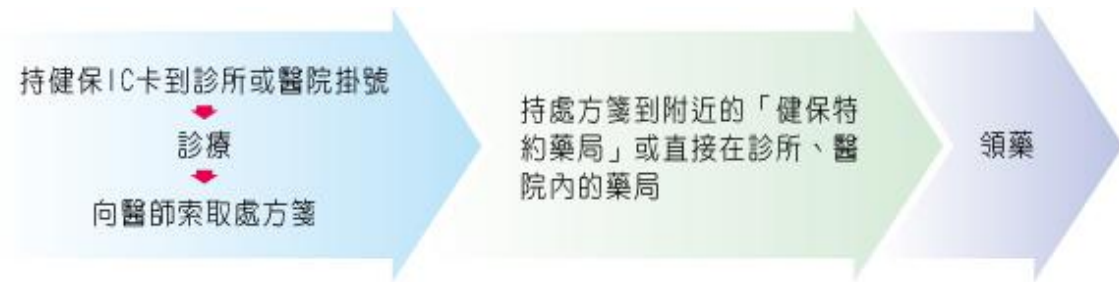 持健保IC卡到診所或醫院掛號
診療
向醫師索取處方箋
持處方箋到附近的「健保特
約藥局」或直接在診所、醫
院內的藥局
領藥